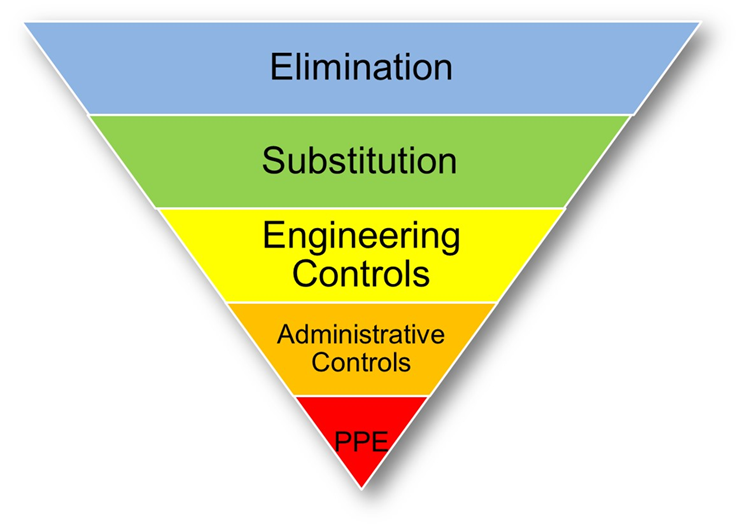 Elimination
Substitution
Engineering
Controls
Administrative
Controls
PPE